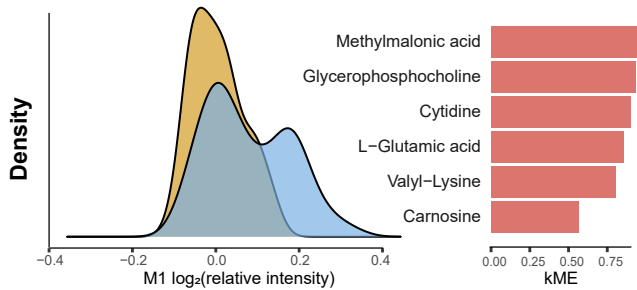 Density
−0.4 −0.2 0.0 0.2 0.4
M1 log₂(relative intensity)
Methylmalonic acid
Glycerophosphocholine
Cytidine
L−Glutamic acid
Valyl−Lysine
Carnosine
0.00 0.25 0.50 0.75
kME